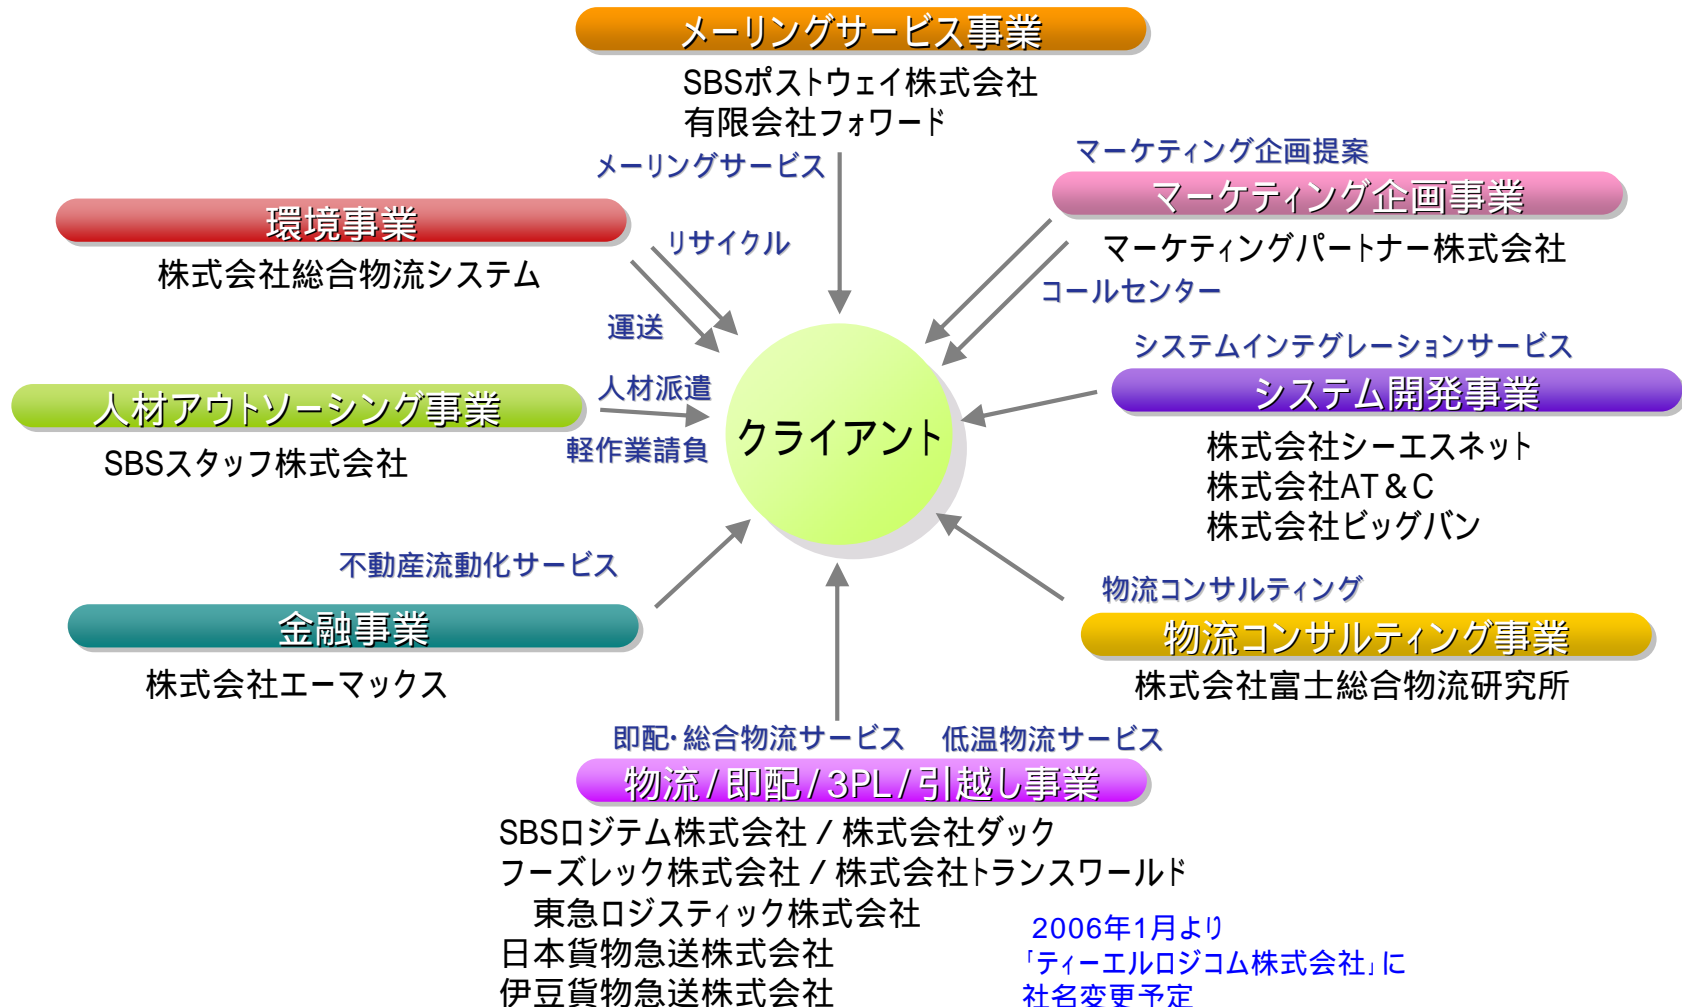 メーリングサービス事業
SBSポストウェイ株式会社
有限会社フォワード
メーリングサービス
マーケティング企画提案
マーケティング企画事業
マーケティングパートナー株式会社
コールセンター
環境事業
株式会社総合物流システム
リサイクル
運送
システムインテグレーションサービス
システム開発事業
株式会社シーエスネット
株式会社AT&C
株式会社ビッグバン
人材アウトソーシング事業
SBSスタッフ株式会社
人材派遣
軽作業請負
クライアント
不動産流動化サービス
金融事業
株式会社エーマックス
物流コンサルティング
物流コンサルティング事業
株式会社富士総合物流研究所
即配・総合物流サービス 低温物流サービス
物流/即配/3PL/引越し事業
SBSロジテム株式会社/株式会社ダック
フーズレック株式会社/株式会社トランスワールド
東急ロジスティック株式会社
日本貨物急送株式会社
伊豆貨物急送株式会社
2006年1月より
「ティーエルロジコム株式会社」に
社名変更予定